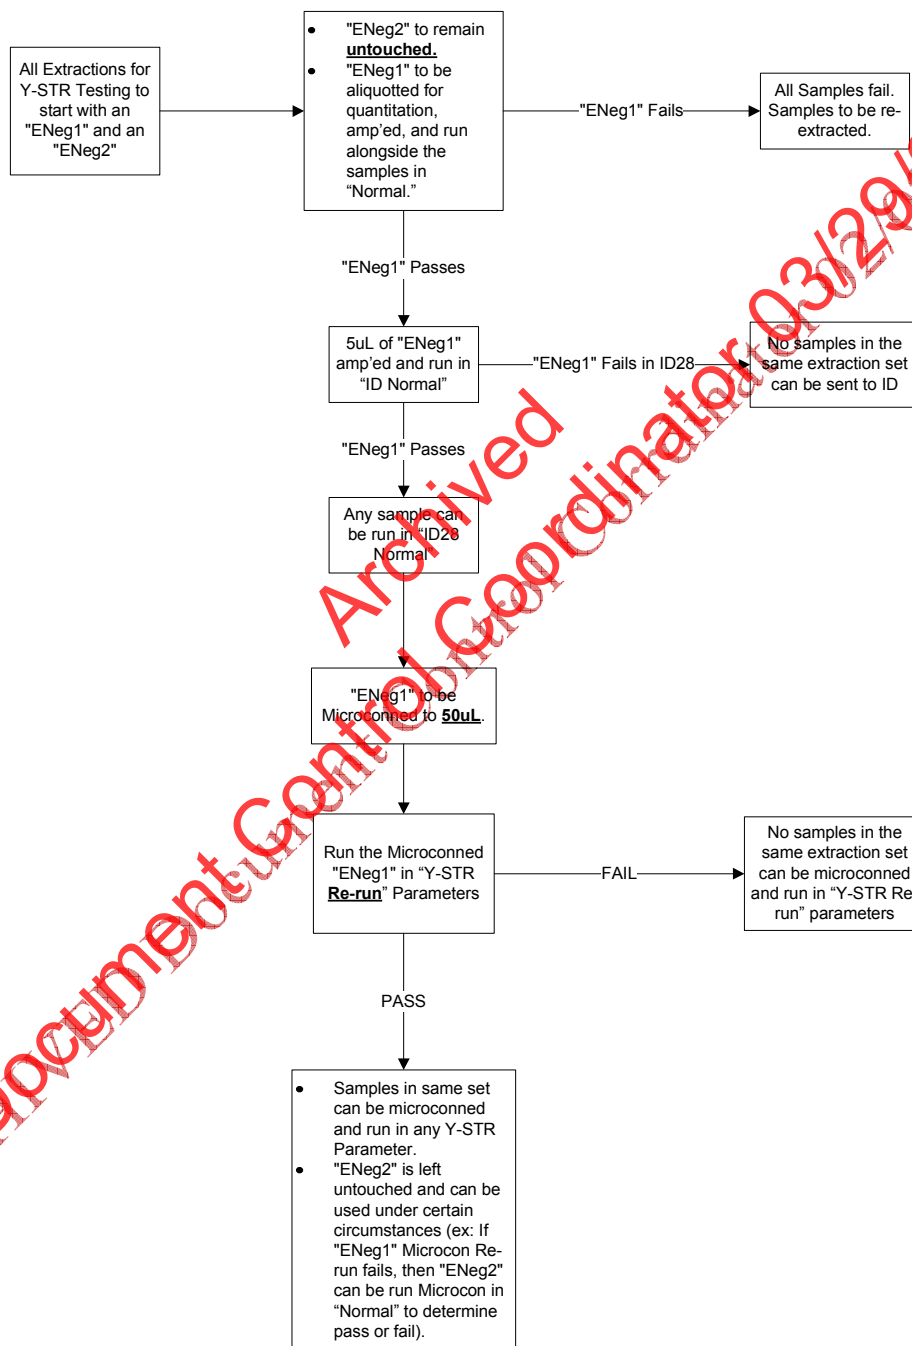 All Extractions for
Y-STR Testing to
start with an
"ENeg1" and an
"ENeg2"
• "ENeg2" to remain
untouched.
• "ENeg1" to be
aliquotted for
quantitation,
amp'ed, and run
alongside the
samples in
“Normal.”
"ENeg1" Fails
All Samples fail.
Samples to be re-
extracted.
"ENeg1" Passes
5uL of "ENeg1"
amp'ed and run in
“ID Normal”
"ENeg1" Fails in ID28
No samples in the
same extraction set
can be sent to ID
"ENeg1" Passes
Any sample can
be run in “ID28
Normal”
"ENeg1" to be
Microconned to 50uL.
Run the Microconned
"ENeg1" in “Y-STR
Re-run” Parameters
FAIL
No samples in the
same extraction set
can be microconned
and run in “Y-STR Re-
run” parameters
PASS
• Samples in same set
can be microconned
and run in any Y-STR
Parameter.
• "ENeg2" is left
untouched and can be
used under certain
circumstances (ex: If
"ENeg1" Microcon Re-
run fails, then "ENeg2"
can be run Microcon in
“Normal” to determine
pass or fail).
Archived
Document Control Coordinator 03/29/
Document Control Coordinator 02/0